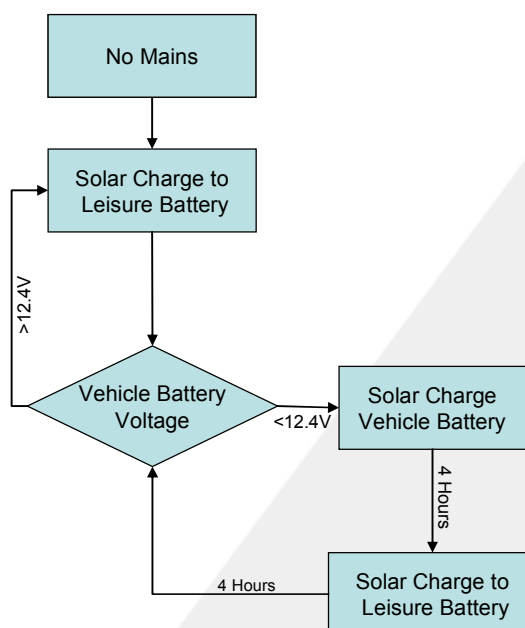 No Mains
Solar Charge to
Leisure Battery
>12.4V
Vehicle Battery
Voltage
<12.4V
Solar Charge
Vehicle Battery
4 Hours
Solar Charge to
Leisure Battery
4 Hours